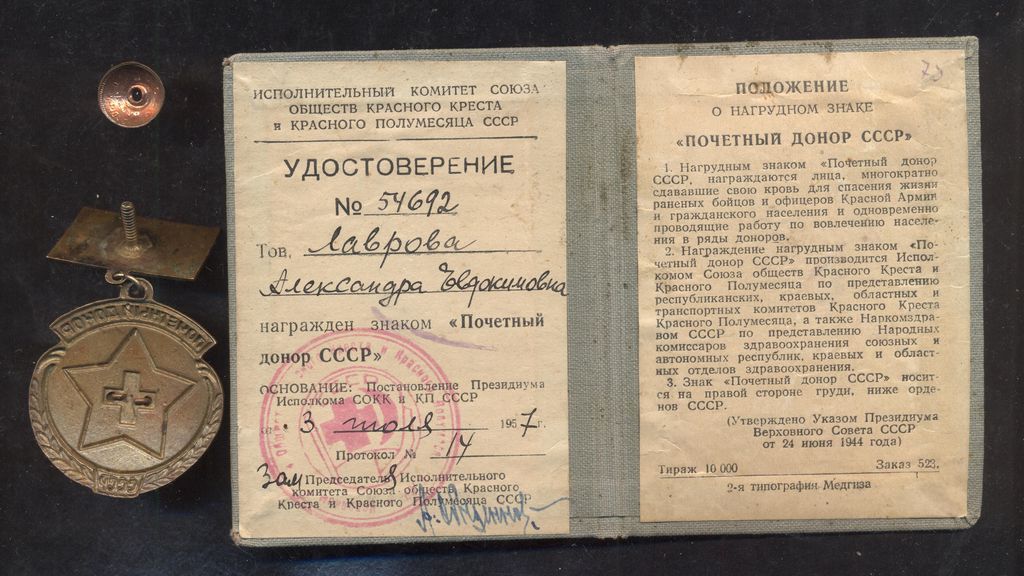 ИСПОЛНИТЕЛЬНЫЙ КОМИТЕТ СОЮЗА
ОБЩЕСТВ КРАСНОГО КРЕСТА
и КРАСНОГО ПОЛУМЕСЯЦА СССР
УДОСТОВЕРЕНИЕ
№ 54692
Тов. Лаврова
Александра Евдокимовна
награжден знаком «Почетный
донор СССР»
ОСНОВАНИЕ: Постановление Президиума
Исполкома СОКК и КП СССР
от 3 июля 1957 г.
Протокол № 14
Зам Председателя Исполнительного
комитета Союза обществ Красного
Креста и Красного Полумесяца СССР
73
ПОЛОЖЕНИЕ
О НАГРУДНОМ ЗНАКЕ
«ПОЧЕТНЫЙ ДОНОР СССР»
1. Нагрудным знаком «Почетный донор
СССР, награждаются лица, многократно
сдававшие свою кровь для спасения жизни
раненых бойцов и офицеров Красной Армии
и гражданского населения и одновременно
проводящие работу по вовлечению населе-
ния в ряды доноров.
2. Награждение нагрудным знаком «По-
четный донор СССР» производится Испол-
комом Союза обществ Красного Креста и
Красного Полумесяца по представлению
республиканских, краевых, областных и
транспортных комитетов Красного Креста
Красного Полумесяца, а также Наркомздра-
вом СССР по представлению Народных
комиссаров здравоохранения союзных и
автономных республик, краевых и област-
ных отделов здравоохранения.
3. Знак «Почетный донор СССР» носит-
ся на правой стороне груди, ниже орде-
нов СССР.
(Утверждено Указом Президиума
Верховного Совета СССР
от 24 июня 1944 года)
Тираж 10 000 Заказ 523.
2-я типография Медгиза
ПОЧЕТНЫЙ ДОНОР
СССР